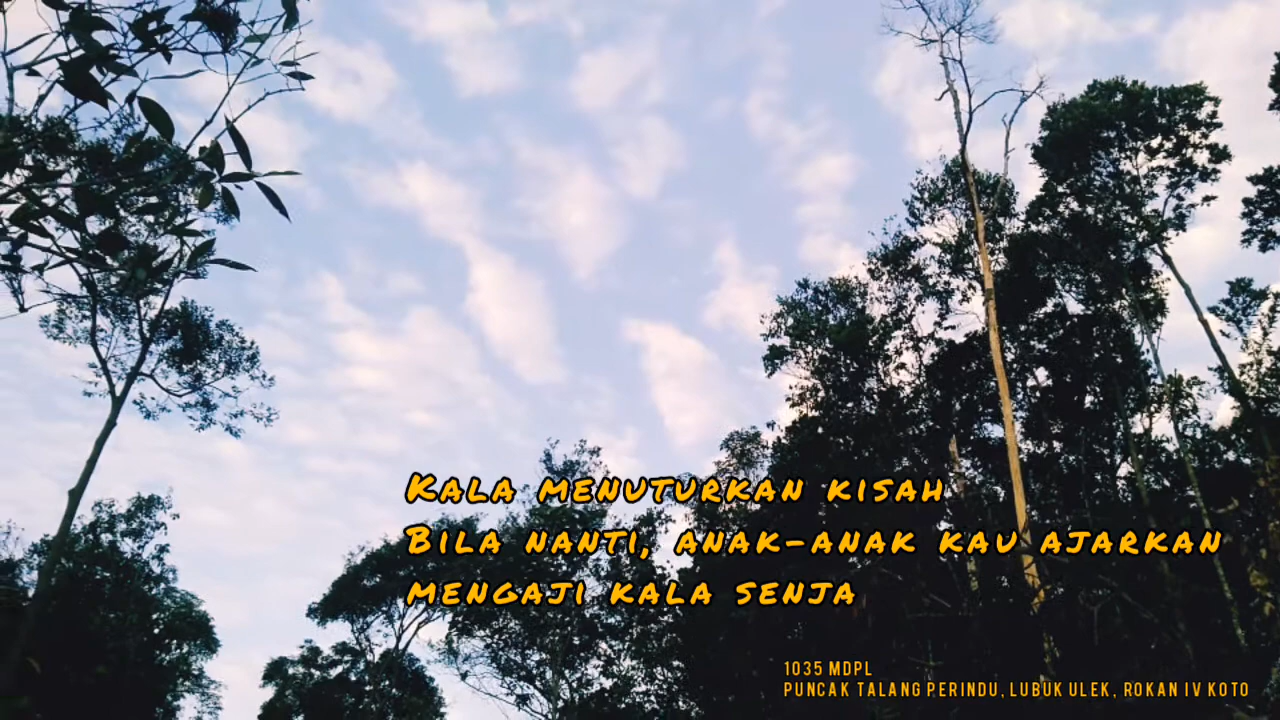 Kala menuturkan kisah
Bila nanti, anak-anak kau ajarkan
mengaji kala senja
1035 MDPL
PUNCAK TALANG PERINDU, LUBUK ULEK, ROKAN IV KOTO